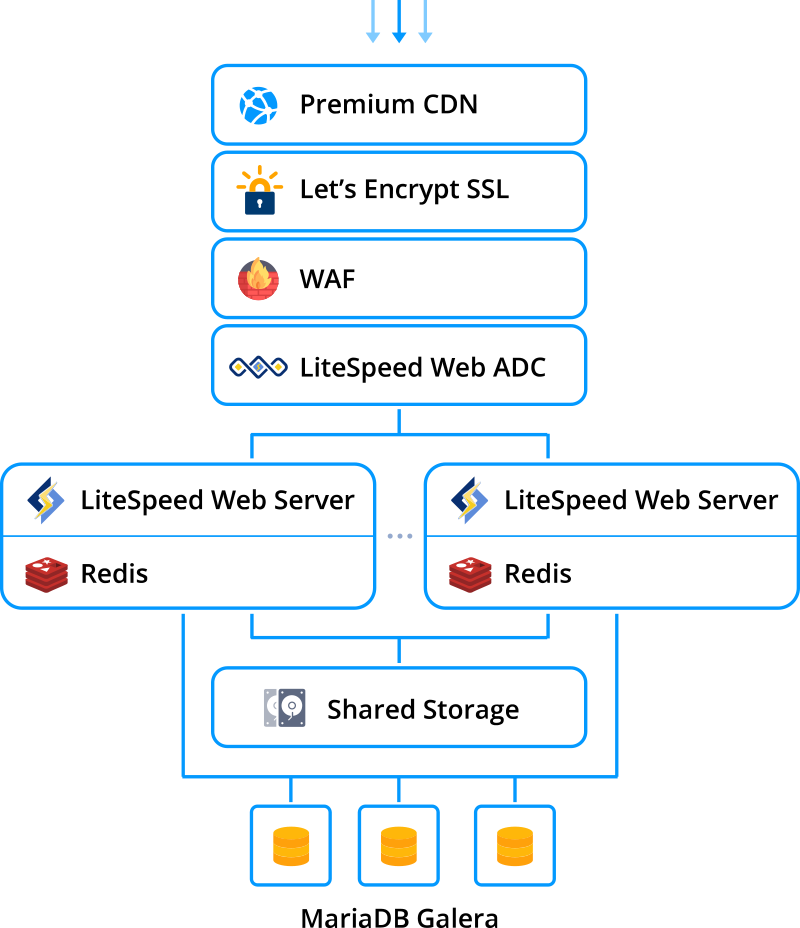 Premium CDN
Let’s Encrypt SSL
WAF
LiteSpeed Web ADC
LiteSpeed Web Server
Redis
...
LiteSpeed Web Server
Redis
Shared Storage
MariaDB Galera